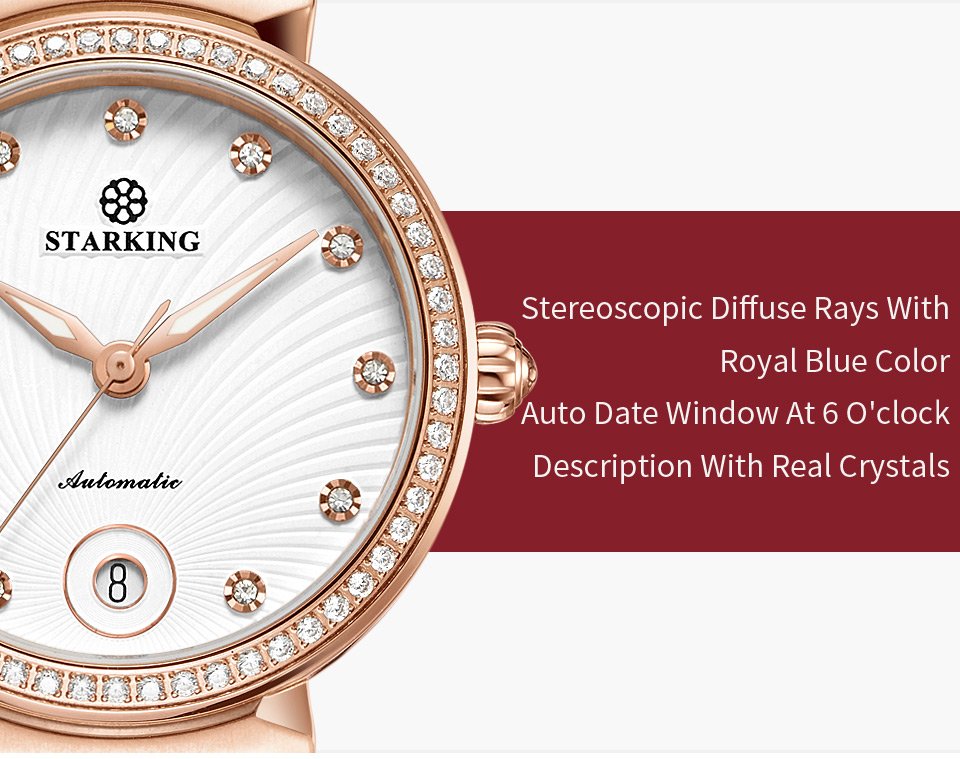 STARKING
Automatic
8
Stereoscopic Diffuse Rays With
Royal Blue Color
Auto Date Window At 6 O'clock
Description With Real Crystals